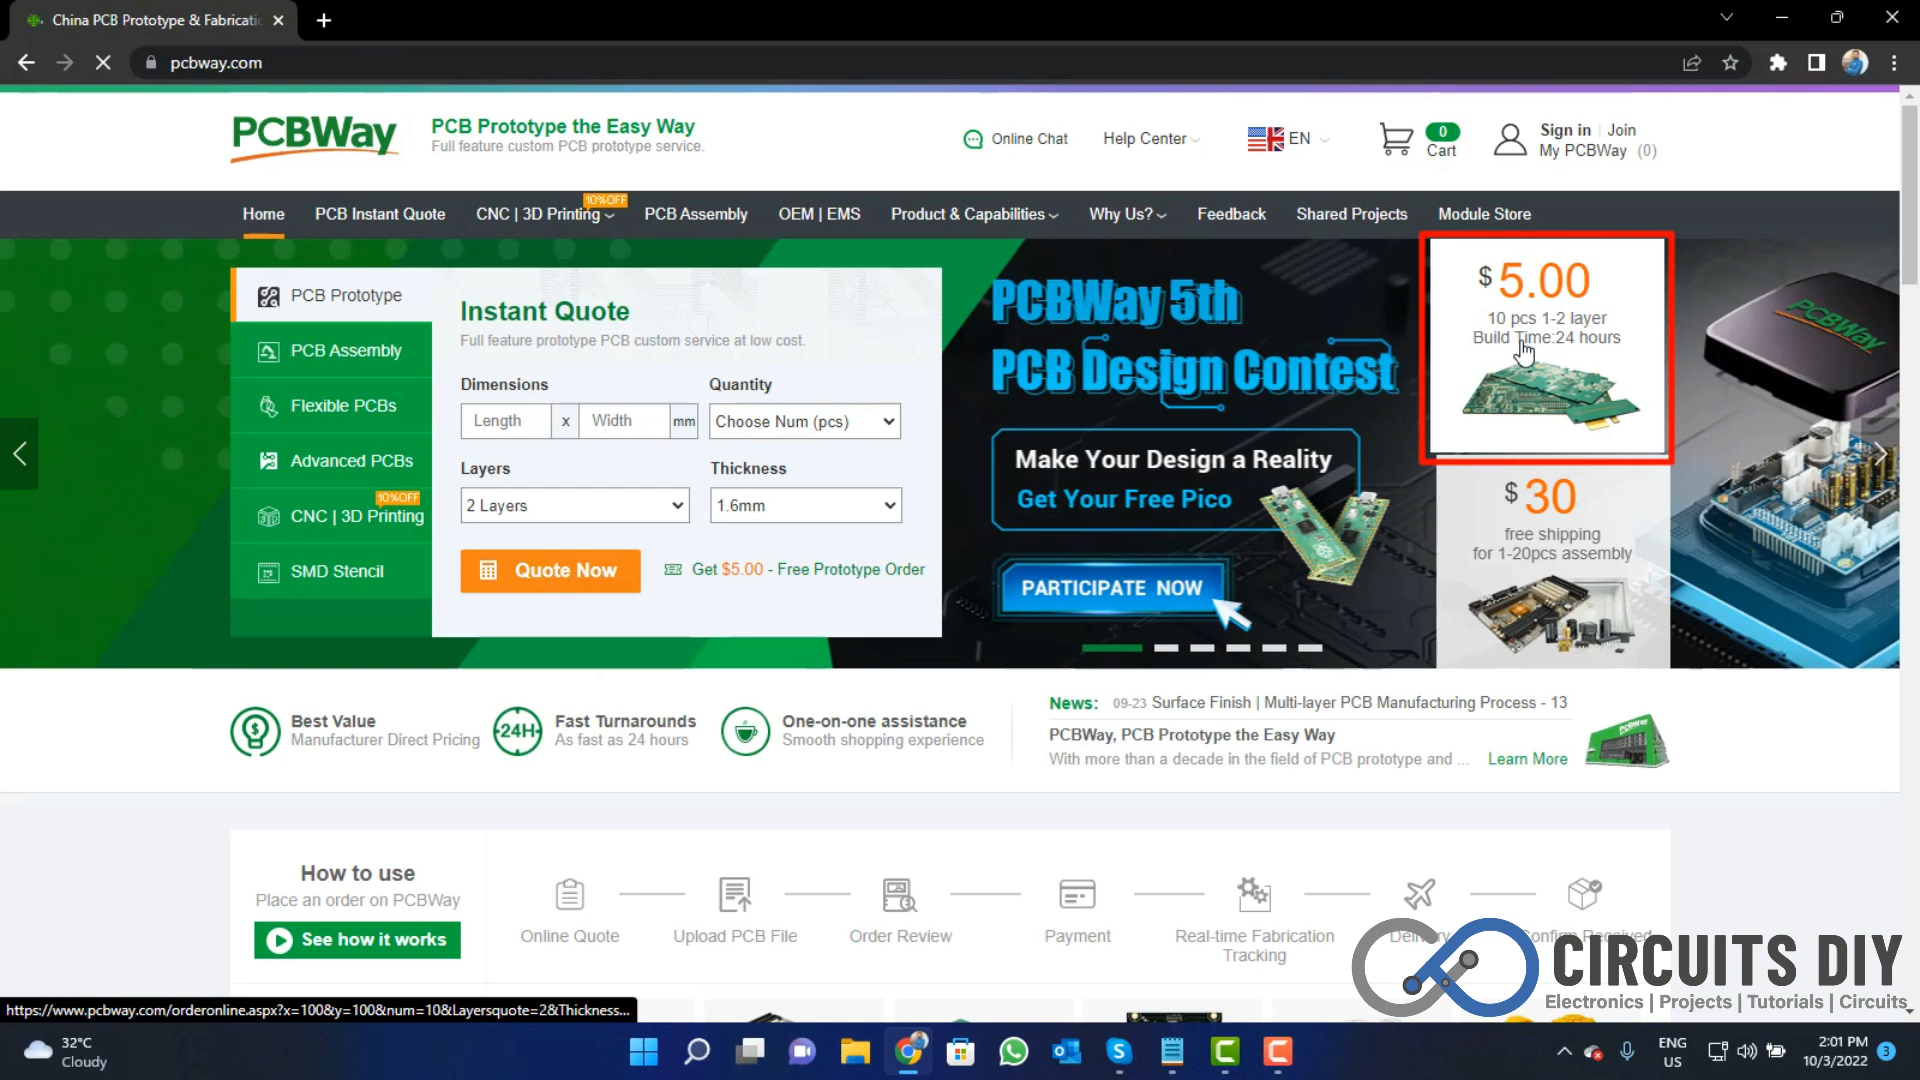 China PCB Prototype & Fabricati
pcbway.com
PCBWay
PCB Prototype the Easy Way
Full feature custom PCB prototype service.
Online Chat
Help Center
EN
0
Cart
Sign in | Join
My PCBWay (0)
Home
PCB Instant Quote
CNC | 3D Printing
10%OFF
PCB Assembly
OEM | EMS
Product & Capabilities
Why Us?
Feedback
Shared Projects
Module Store
PCB Prototype
PCB Assembly
Flexible PCBs
Advanced PCBs
10%OFF
CNC | 3D Printing
SMD Stencil
Instant Quote
Full feature prototype PCB custom service at low cost.
Dimensions
Quantity
Length
x
Width
mm
Choose Num (pcs)
Layers
Thickness
2 Layers
1.6mm
Quote Now
Get $5.00 - Free Prototype Order
PCBWay 5th
PCB Design Contest
Make Your Design a Reality
Get Your Free Pico
PARTICIPATE NOW
$ 5.00
10 pcs 1-2 layer
Build Time:24 hours
$ 30
free shipping
for 1-20pcs assembly
PCBWay
Best Value
Manufacturer Direct Pricing
24H
Fast Turnarounds
As fast as 24 hours
One-on-one assistance
Smooth shopping experience
News:
09-23 Surface Finish | Multi-layer PCB Manufacturing Process - 13
PCBWay, PCB Prototype the Easy Way
With more than a decade in the field of PCB prototype and ...
Learn More
PCBWay
How to use
Place an order on PCBWay
See how it works
Online Quote
Upload PCB File
Order Review
Payment
Real-time Fabrication
Tracking
Delivery
Confirm Received
CIRCUITS DIY
Electronics | Projects | Tutorials | Circuits
https://www.pcbway.com/orderonline.aspx?x=100&y=100&num=10&Layersquote=2&Thickness...
32°C
Cloudy
ENG
US
2:01 PM
10/3/2022
3